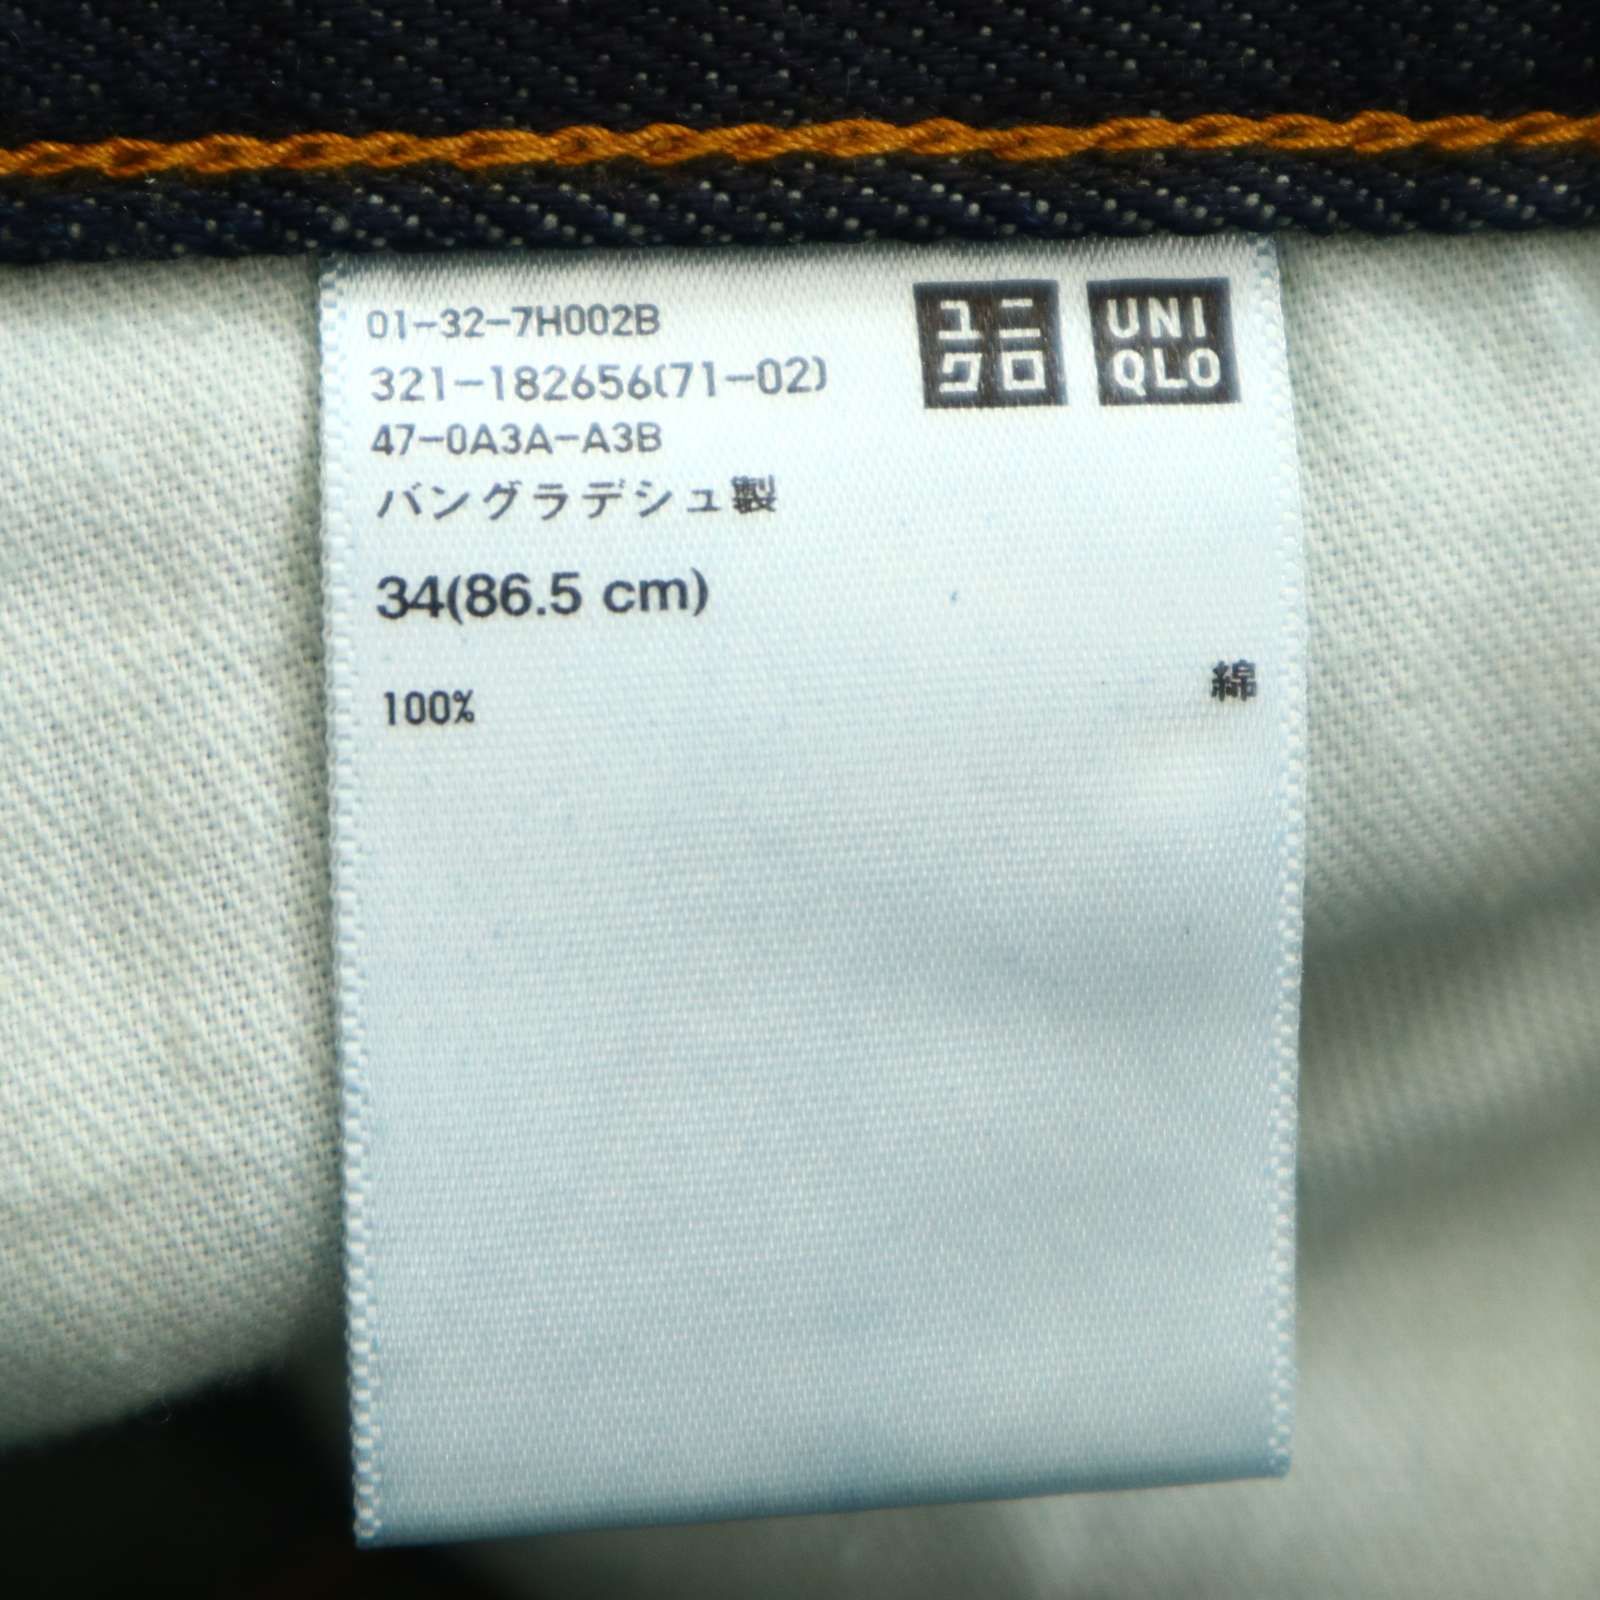 01-32-7H002B
321-182656(71-02)
47-0A3A-A3B
バングラデシュ製
ユニ
クロ
UNI
QLO
34(86.5 cm)
100% 綿